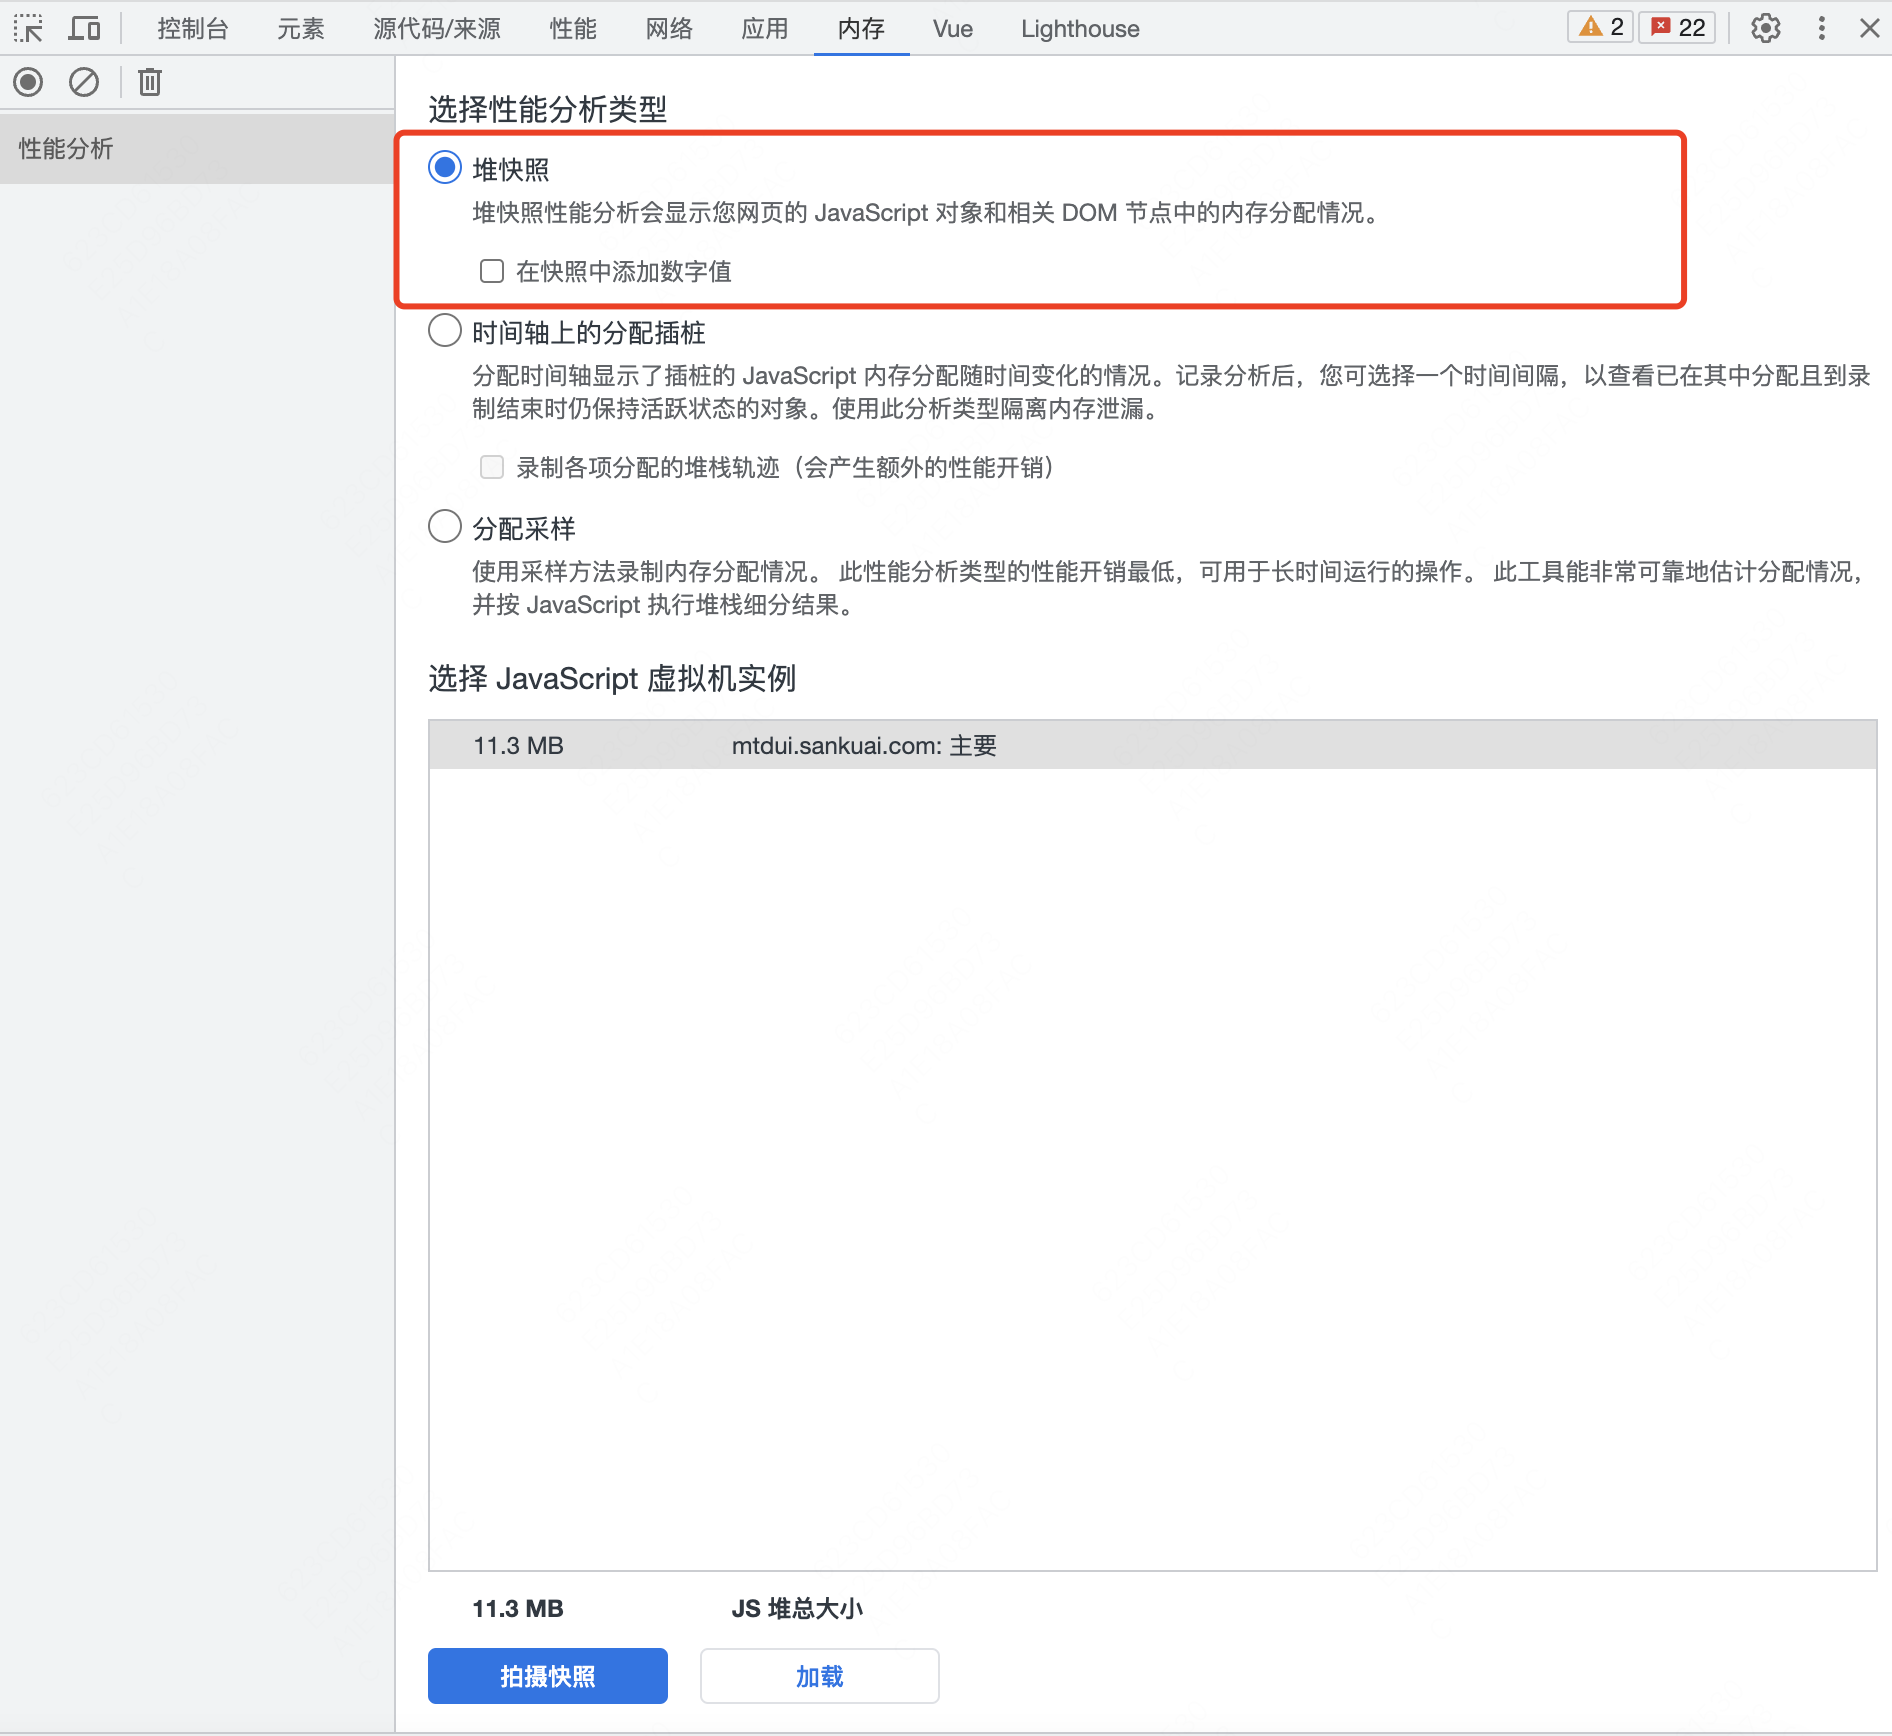 控制台 元素 源代码/来源 性能 网络 应用 内存 Vue Lighthouse 2 22
性能分析
选择性能分析类型
堆快照
堆快照性能分析会显示您网页的 JavaScript 对象和相关 DOM 节点中的内存分配情况。
在快照中添加数字值
时间轴上的分配插桩
分配时间轴显示了插桩的 JavaScript 内存分配随时间变化的情况。记录分析后，您可选择一个时间间隔，以查看已在其中分配且到录
制结束时仍保持活跃状态的对象。使用此分析类型隔离内存泄漏。
录制各项分配的堆栈轨迹（会产生额外的性能开销）
分配采样
使用采样方法录制内存分配情况。 此性能分析类型的性能开销最低，可用于长时间运行的操作。 此工具能非常可靠地估计分配情况，
并按 JavaScript 执行堆栈细分结果。
选择 JavaScript 虚拟机实例
11.3 MB mtdui.sankuai.com: 主要
11.3 MB JS 堆总大小
拍摄快照 加载